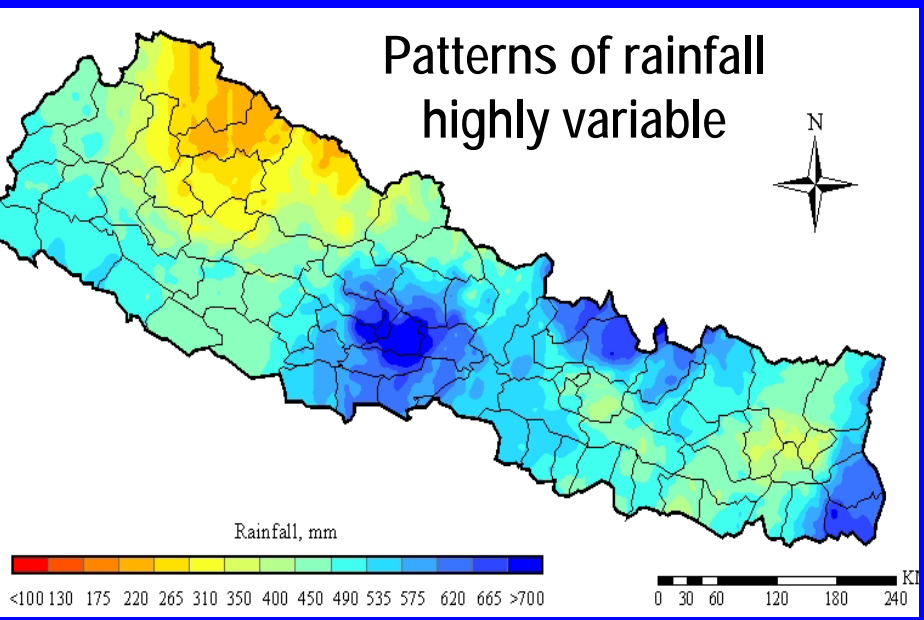 Patterns of rainfall
highly variable
N
Rainfall, mm
<100 130 175 220 265 310 350 400 450 490 535 575 620 665 >700
KM
0 30 60 120 180 240